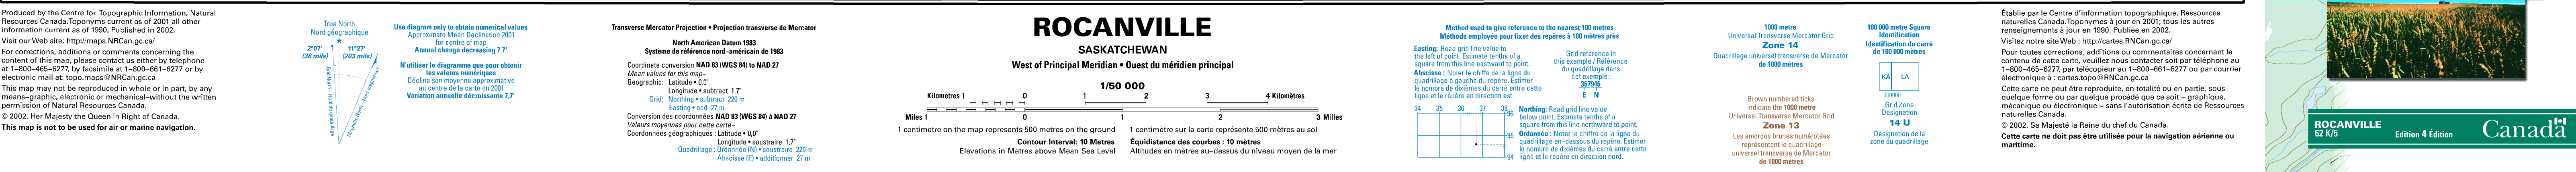 Produced by the Centre for Topographic Information, Natural
Resources Canada.Toponyms current as of 2001 all other
information current as of 1990. Published in 2002.
Visit our Web site: http://maps.NRCan.gc.ca/
For corrections, additions or comments concerning the
content of this map, please contact us either by telephone
at 1-800-465-6277, by facsimile at 1-800-661-6277 or by
electronic mail at: topo.maps@NRCan.gc.ca
This map may not be reproduced in whole or in part, by any
means-graphic, electronic or mechanical-without the written
permission of Natural Resources Canada.
© 2002. Her Majesty the Queen in Right of Canada.
This map is not to be used for air or marine navigation.
True North
Nord géographique
2°07'
(38 mills)
11°27'
(203 mills)
Use diagram only to obtain numerical values
Approximate Mean Declination 2001
for centre of map
Annual change decreasing 7.7'
N'utiliser le diagramme que pour obtenir
les valeurs numériques
Déclinaison moyenne approximative
au centre de la carte en 2001
Variation annuelle décroissante 7,7'
Transverse Mercator Projection • Projection transverse de Mercator
North American Datum 1983
Système de référence nord-américain de 1983
Coordinate conversion NAD 83 (WGS 84) to NAD 27
Mean values for this map-
Geographic: Latitude • 0.0"
Longitude • subtract 1.7"
Grid: Northing • subtract 220 m
Easting • add 27 m
Conversion des coordonnées NAD 83 (WGS 84) à NAD 27
Valeurs moyennes pour cette carte-
Coordonnées géographiques : Latitude • 0,0"
Longitude • soustraire 1,7"
Quadrillage : Ordonnée (N) • soustraire 220 m
Abscisse (E) • additionner 27 m
ROCANVILLE
SASKATCHEWAN
West of Principal Meridian • Ouest du méridien principal
1/50 000
Kilometres 1 0 1 2 3 4 Kilomètres
Miles 1 0 1 2 3 Milles
1 centimetre on the map represents 500 metres on the ground
1 centimètre sur la carte représente 500 mètres au sol
Contour Interval: 10 Metres
Équidistance des courbes : 10 mètres
Elevations in Metres above Mean Sea Level
Altitudes en mètres au-dessus du niveau moyen de la mer
Method used to give reference to the nearest 100 metres
Méthode employée pour fixer des repères à 100 mètres près
Easting: Read grid line value to
the left of point. Estimate tenths of a
square from this line eastward to point.
Abscisse : Noter le chiffe de la ligne du
quadrillage à gauche du repère. Estimer
le nombre de dixièmes du carré entre cette
ligne et le repère en direction est.
Grid reference in
this example / Référence
du quadrillage dans
cet exemple :
367946
E N
34 35 36 37 38
96
95
94
Northing: Read grid line value
below point. Estimate tenths of a
square from this line northward to point.
Ordonnée : Noter le chiffre de la ligne du
quadrillage en-dessous du repère. Estimer
le nombre de dixièmes du carré entre cette
ligne et le repère en direction nord.
1000 metre
Universal Transverse Mercator Grid
Zone 14
Quadrillage universel transverse de Mercator
de 1000 mètres
Brown numbered ticks
indicate the 1000 metre
Universal Transverse Mercator Grid
Zone 13
Les amorces brunes numérotées
représentent le quadrillage
universel transverse de Mercator
de 1000 mètres
100 000 metre Square
Identification
Identification du carré
de 100 000 mètres
KA LA
Grid Zone
Designation
14 U
Désignation de la
zone du quadrillage
Établie par le Centre d'information topographique, Ressources
naturelles Canada.Toponymes à jour en 2001; tous les autres
renseignements à jour en 1990. Publiée en 2002.
Visitez notre site Web : http://cartes.NRCan.gc.ca/
Pour toutes corrections, additions ou commentaires concernant le
contenu de cette carte, veuillez nous contacter soit par téléphone au
1-800-465-6277, par télécopieur au 1-800-661-6277 ou par courrier
électronique à : cartes.topo@NRCan.gc.ca
Cette carte ne peut être reproduite, en totalité ou en partie, sous
quelque forme ou par quelque procédé que ce soit - graphique,
mécanique ou électronique - sans l'autorisation écrite de Ressources
naturelles Canada.
© 2002. Sa Majesté la Reine du chef du Canada.
Cette carte ne doit pas être utilisée pour la navigation aérienne ou
maritime.
ROCANVILLE
62 K/5
Edition 4 Édition
Canada